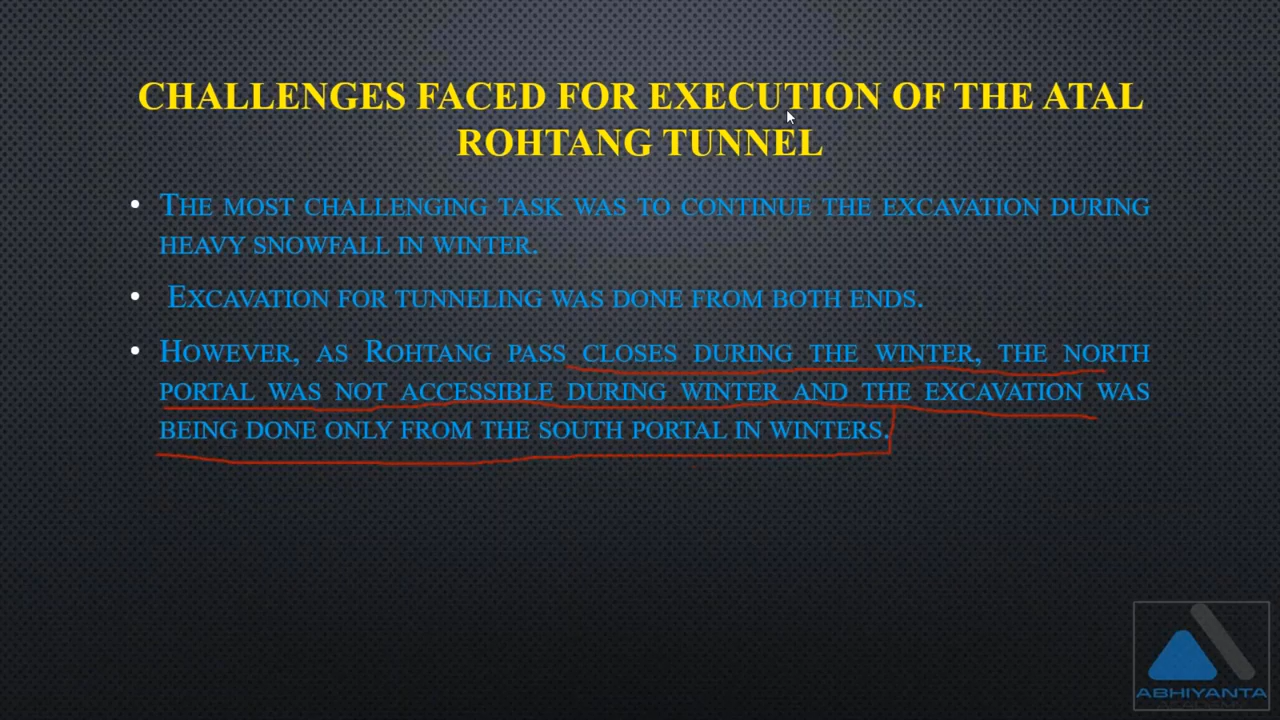 CHALLENGES FACED FOR EXECUTION OF THE ATAL
ROHTANG TUNNEL
• THE MOST CHALLENGING TASK WAS TO CONTINUE THE EXCAVATION DURING
HEAVY SNOWFALL IN WINTER.
• EXCAVATION FOR TUNNELING WAS DONE FROM BOTH ENDS.
• HOWEVER, AS ROHTANG PASS CLOSES DURING THE WINTER, THE NORTH
PORTAL WAS NOT ACCESSIBLE DURING WINTER AND THE EXCAVATION WAS
BEING DONE ONLY FROM THE SOUTH PORTAL IN WINTERS.
ABHIYANTA
ACADEMY